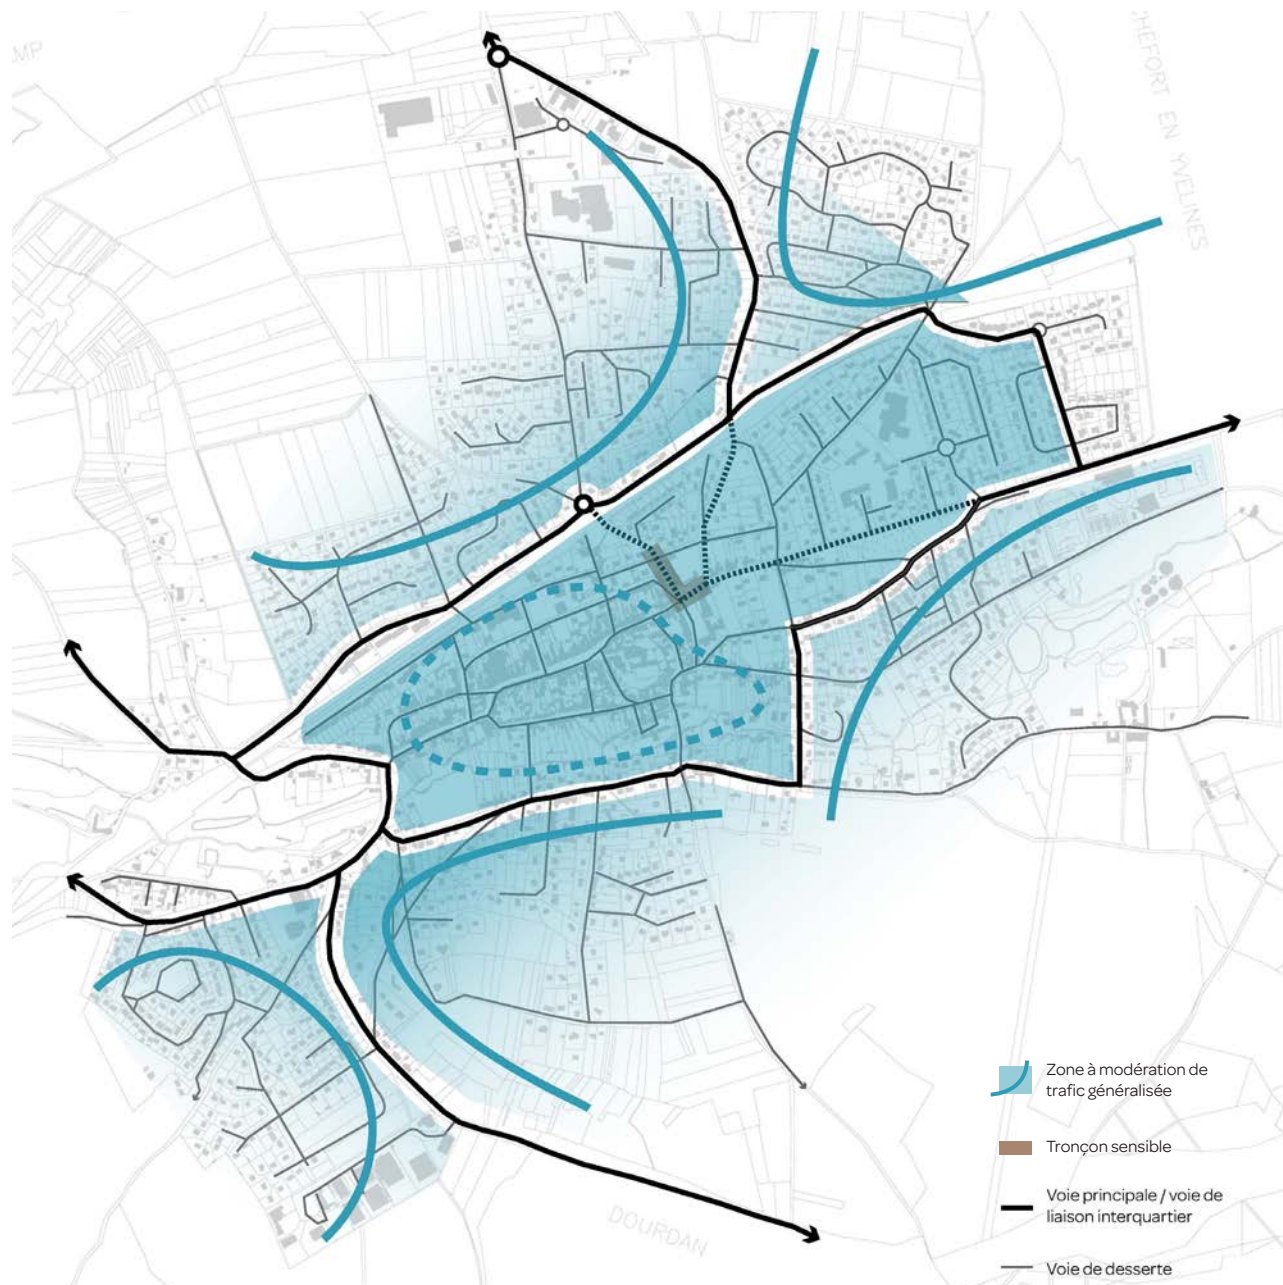 AMP
CHEFORT EN YVELINES
DOURDAN
Zone à modération de
trafic généralisée
Tronçon sensible
Voie principale / voie de
liaison interquartier
Voie de desserte